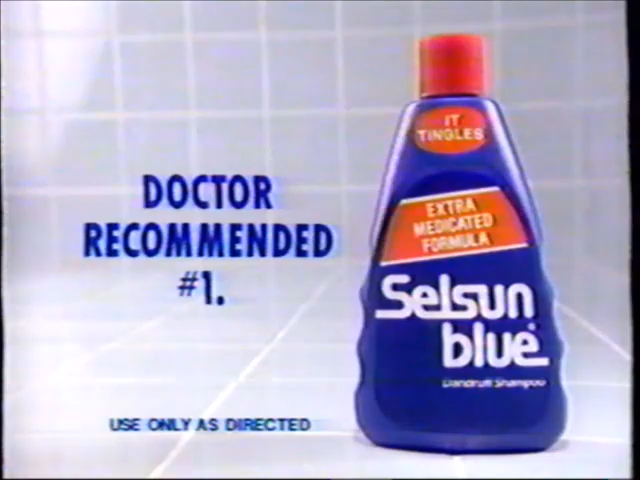 DOCTOR
RECOMMENDED
#1.
USE ONLY AS DIRECTED
IT
TINGLES
EXTRA
MEDICATED
FORMULA
Selsun
blue
Dandruff Shampoo